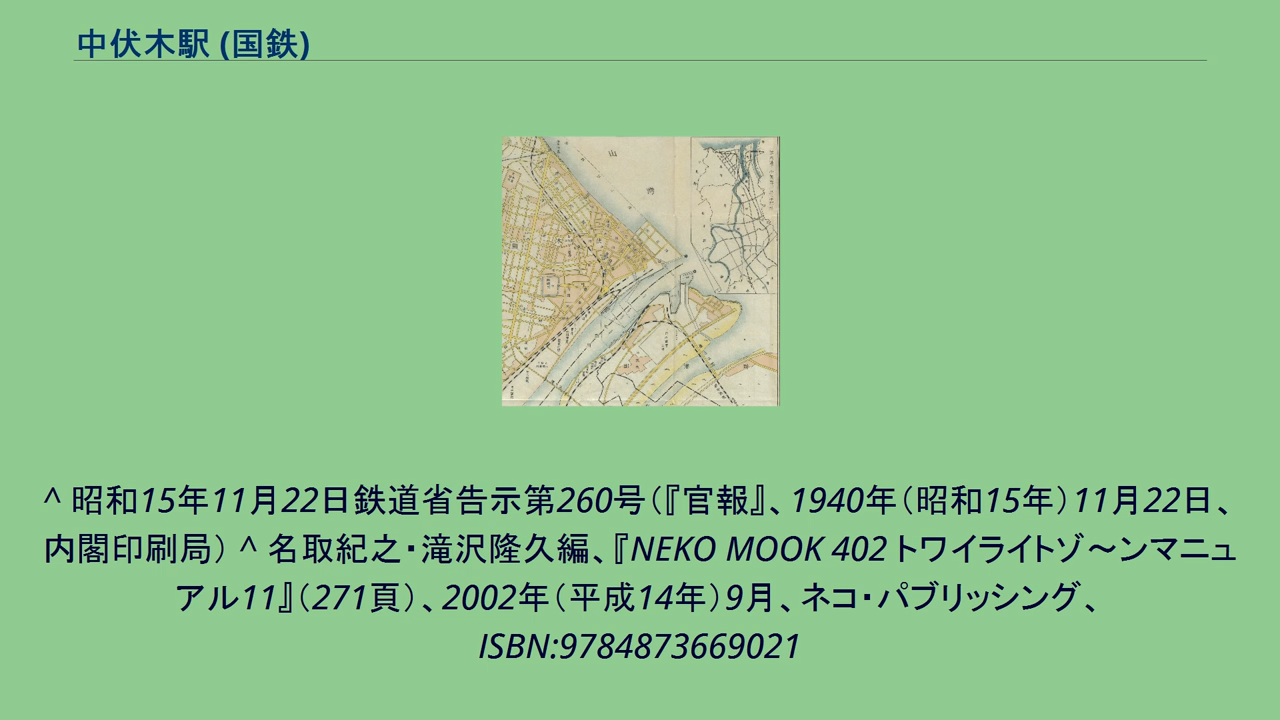 中伏木駅 (国鉄)
山
湾
^ 昭和15年11月22日鉄道省告示第260号（『官報』、1940年（昭和15年）11月22日、
内閣印刷局） ^ 名取紀之・滝沢隆久編、『NEKO MOOK 402 トワイライトゾ〜ンマニュ
アル11』（271頁）、2002年（平成14年）9月、ネコ・パブリッシング、
ISBN:9784873669021